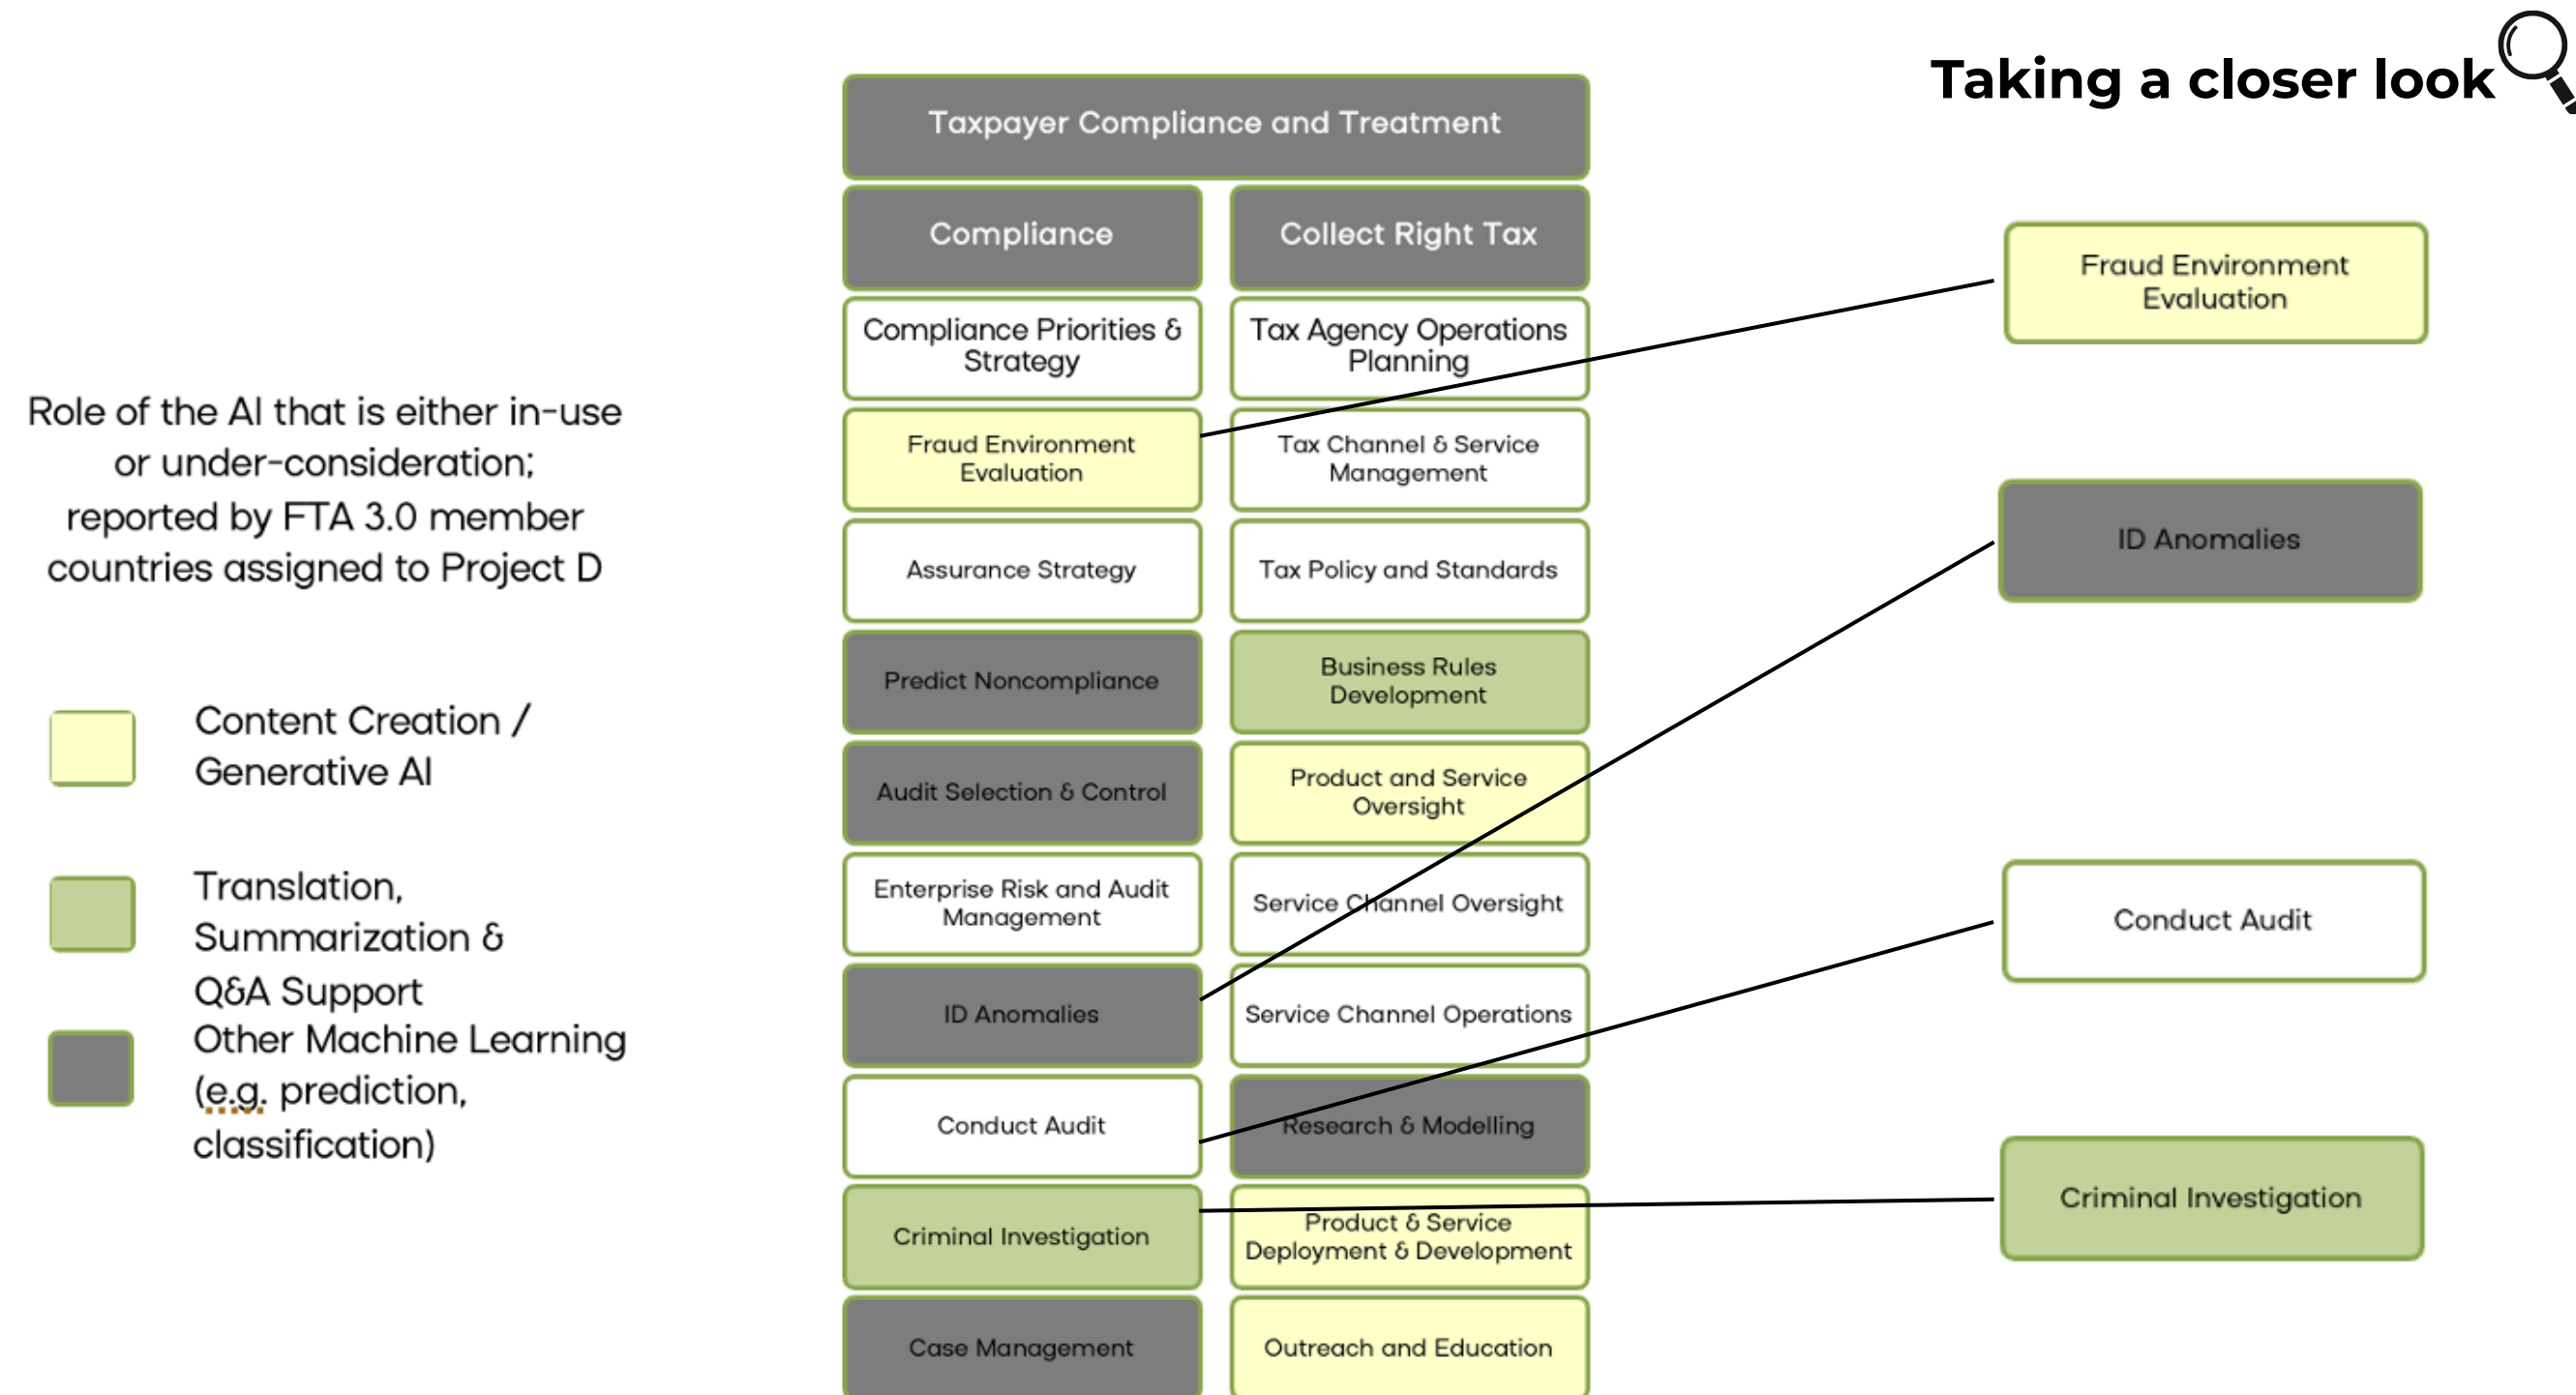 Taking a closer look
Taxpayer Compliance and Treatment
Compliance
Collect Right Tax
Compliance Priorities &
Strategy
Tax Agency Operations
Planning
Fraud Environment
Evaluation
Tax Channel & Service
Management
Assurance Strategy
Tax Policy and Standards
Predict Noncompliance
Business Rules
Development
Audit Selection & Control
Product and Service
Oversight
Enterprise Risk and Audit
Management
Service Channel Oversight
ID Anomalies
Service Channel Operations
Conduct Audit
Research & Modelling
Criminal Investigation
Product & Service
Deployment & Development
Case Management
Outreach and Education
Role of the AI that is either in-use
or under-consideration;
reported by FTA 3.0 member
countries assigned to Project D
Content Creation /
Generative AI
Translation,
Summarization &
Q&A Support
Other Machine Learning
(e.g. prediction,
classification)
Fraud Environment
Evaluation
ID Anomalies
Conduct Audit
Criminal Investigation